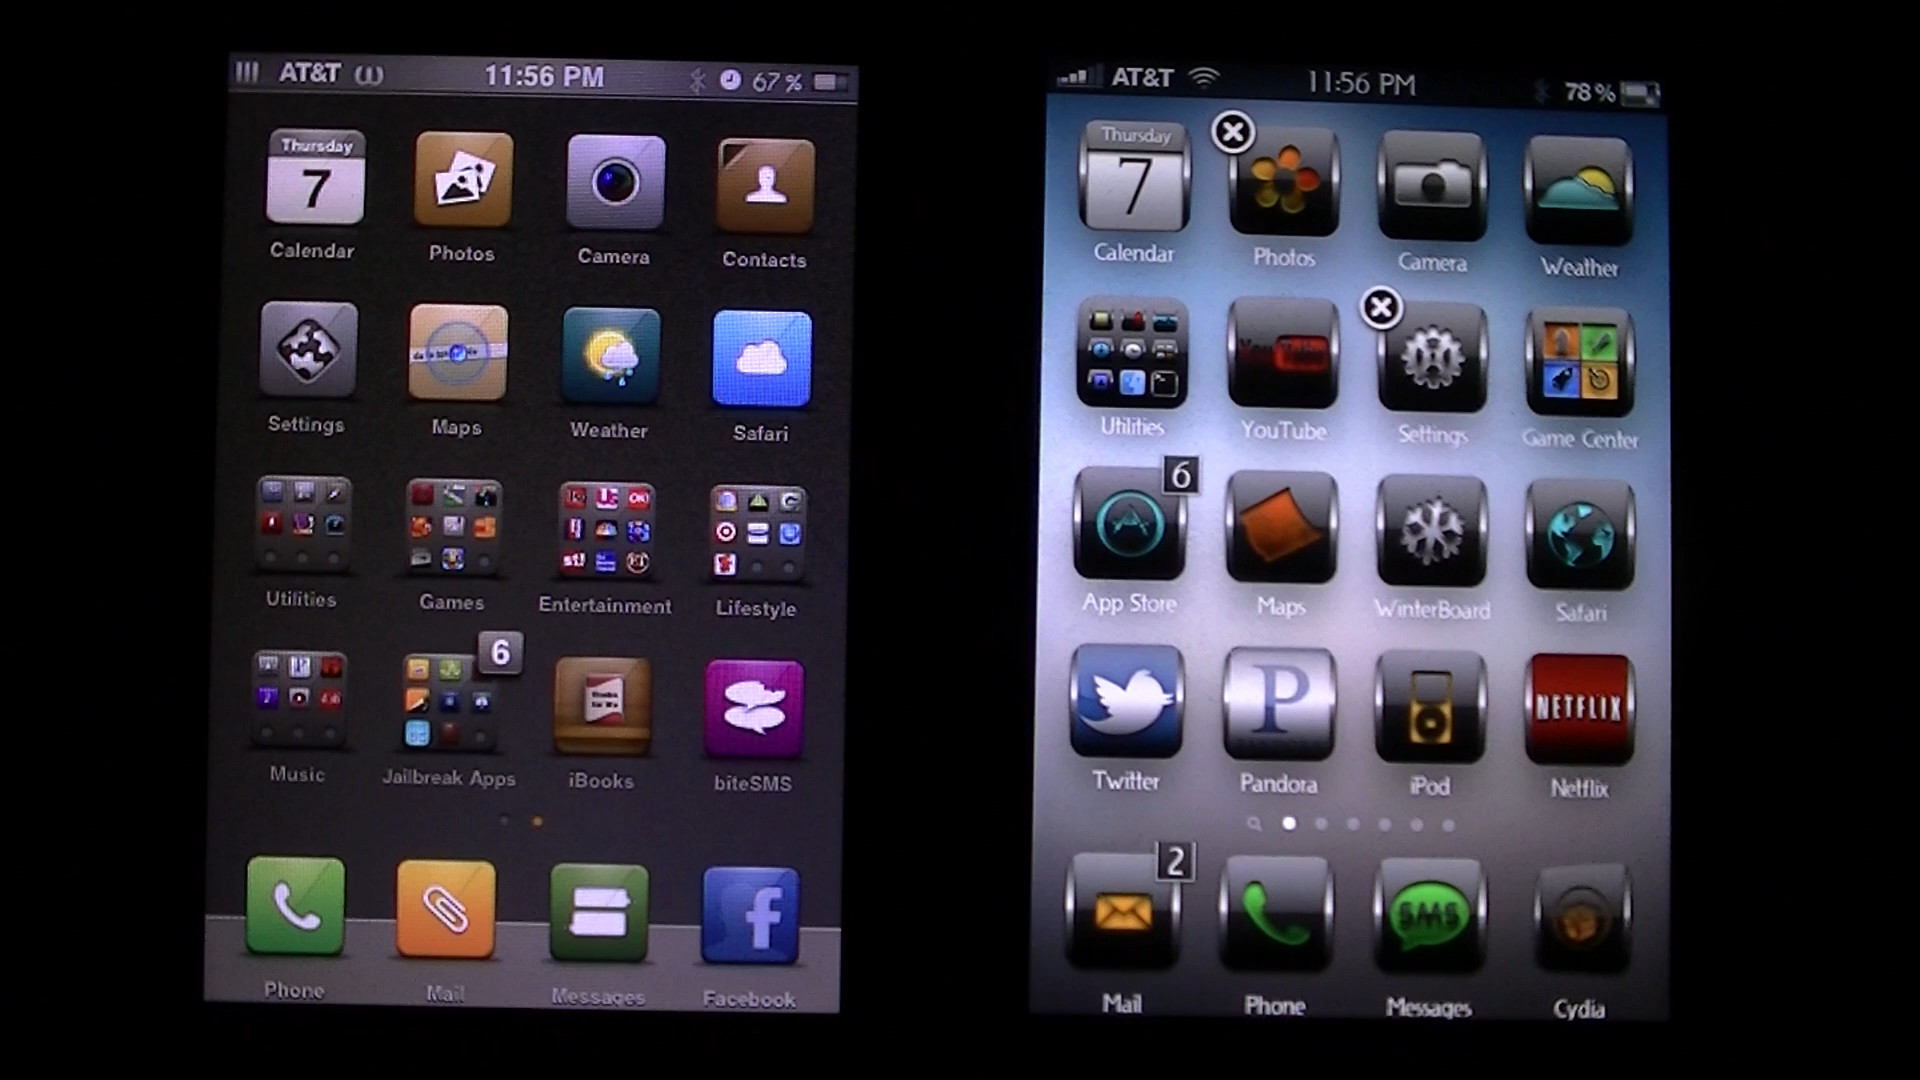 AT&T 11:56 PM 67%
Thursday
7
Calendar Photos Camera Contacts
Settings Maps Weather Safari
Utilities Games Entertainment Lifestyle
6
Music Jailbreak Apps iBooks biteSMS
Phone Mail Messages Facebook
AT&T 11:56 PM 78%
Thursday
7
Calendar Photos Camera Weather
YouTube
Utilities YouTube Settings Game Center
6
App Store Maps WinterBoard Safari
P NETFLIX
Twitter Pandora iPod Netflix
2
SMS
Mail Phone Messages Cydia